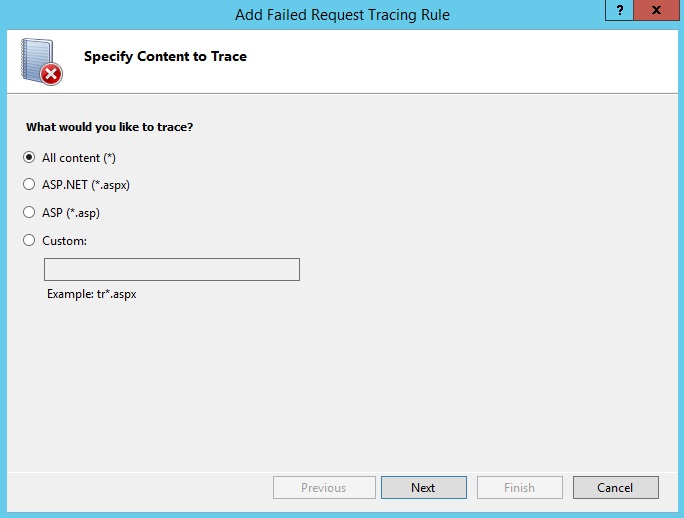 Add Failed Request Tracing Rule
? x
Specify Content to Trace
What would you like to trace?
All content (*)
ASP.NET (*.aspx)
ASP (*.asp)
Custom:
Example: tr*.aspx
Previous Next Finish Cancel